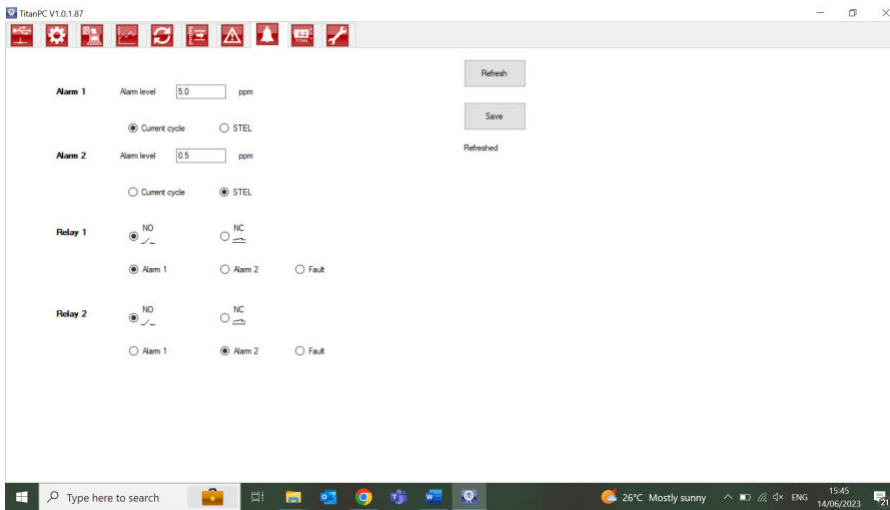 TitanPC V1.0.1.87
Refresh
Alarm 1 Alarm level 5.0 ppm
Save
Current cycle STEL
Refreshed
Alarm 2 Alarm level 0.5 ppm
Current cycle STEL
Relay 1 NO NC
Alarm 1 Alarm 2 Fault
Relay 2 NO NC
Alarm 1 Alarm 2 Fault
Type here to search 26°C Mostly sunny ENG 15:45
14/06/2023 21